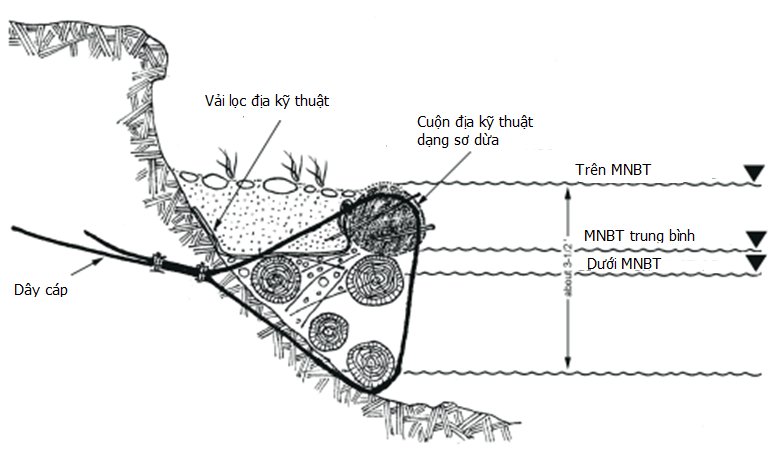 Vải lọc địa kỹ thuật
Cuộn địa kỹ thuật
dạng sơ dừa
Trên MNBT
MNBT trung bình
Dưới MNBT
about 3-1/2'
Dây cáp